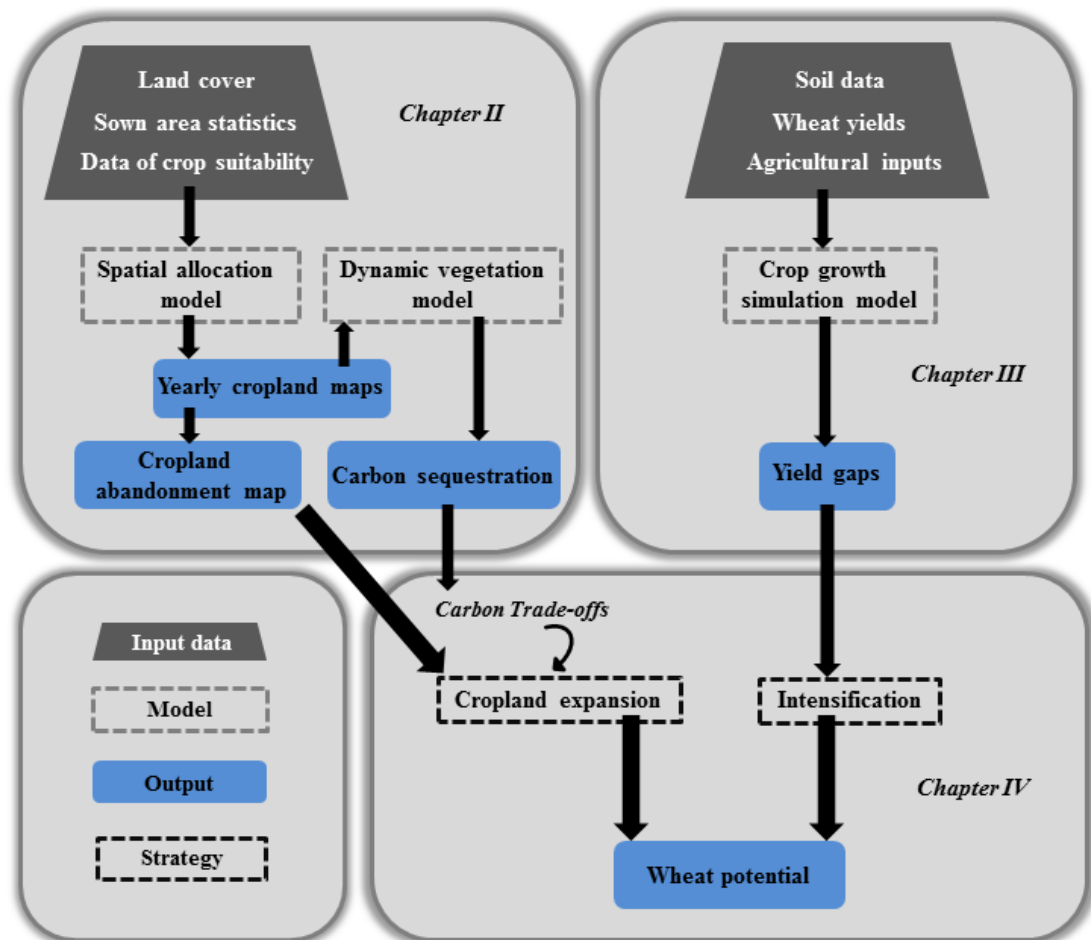 Land cover
Sown area statistics
Data of crop suitability
Chapter II
Spatial allocation
model
Dynamic vegetation
model
Yearly cropland maps
Cropland
abandonment map
Carbon sequestration
Soil data
Wheat yields
Agricultural inputs
Crop growth
simulation model
Chapter III
Yield gaps
Input data
Model
Output
Strategy
Carbon Trade-offs
Cropland expansion
Intensification
Chapter IV
Wheat potential